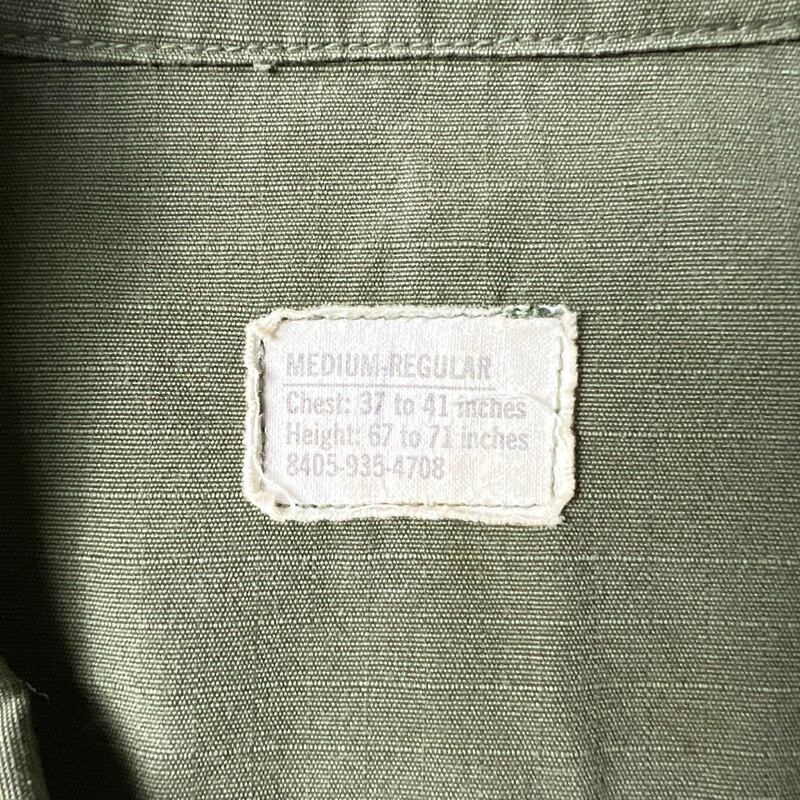 MEDIUM-REGULAR
Chest: 37 to 41 inches
Height: 67 to 71 inches
8405-935-4708